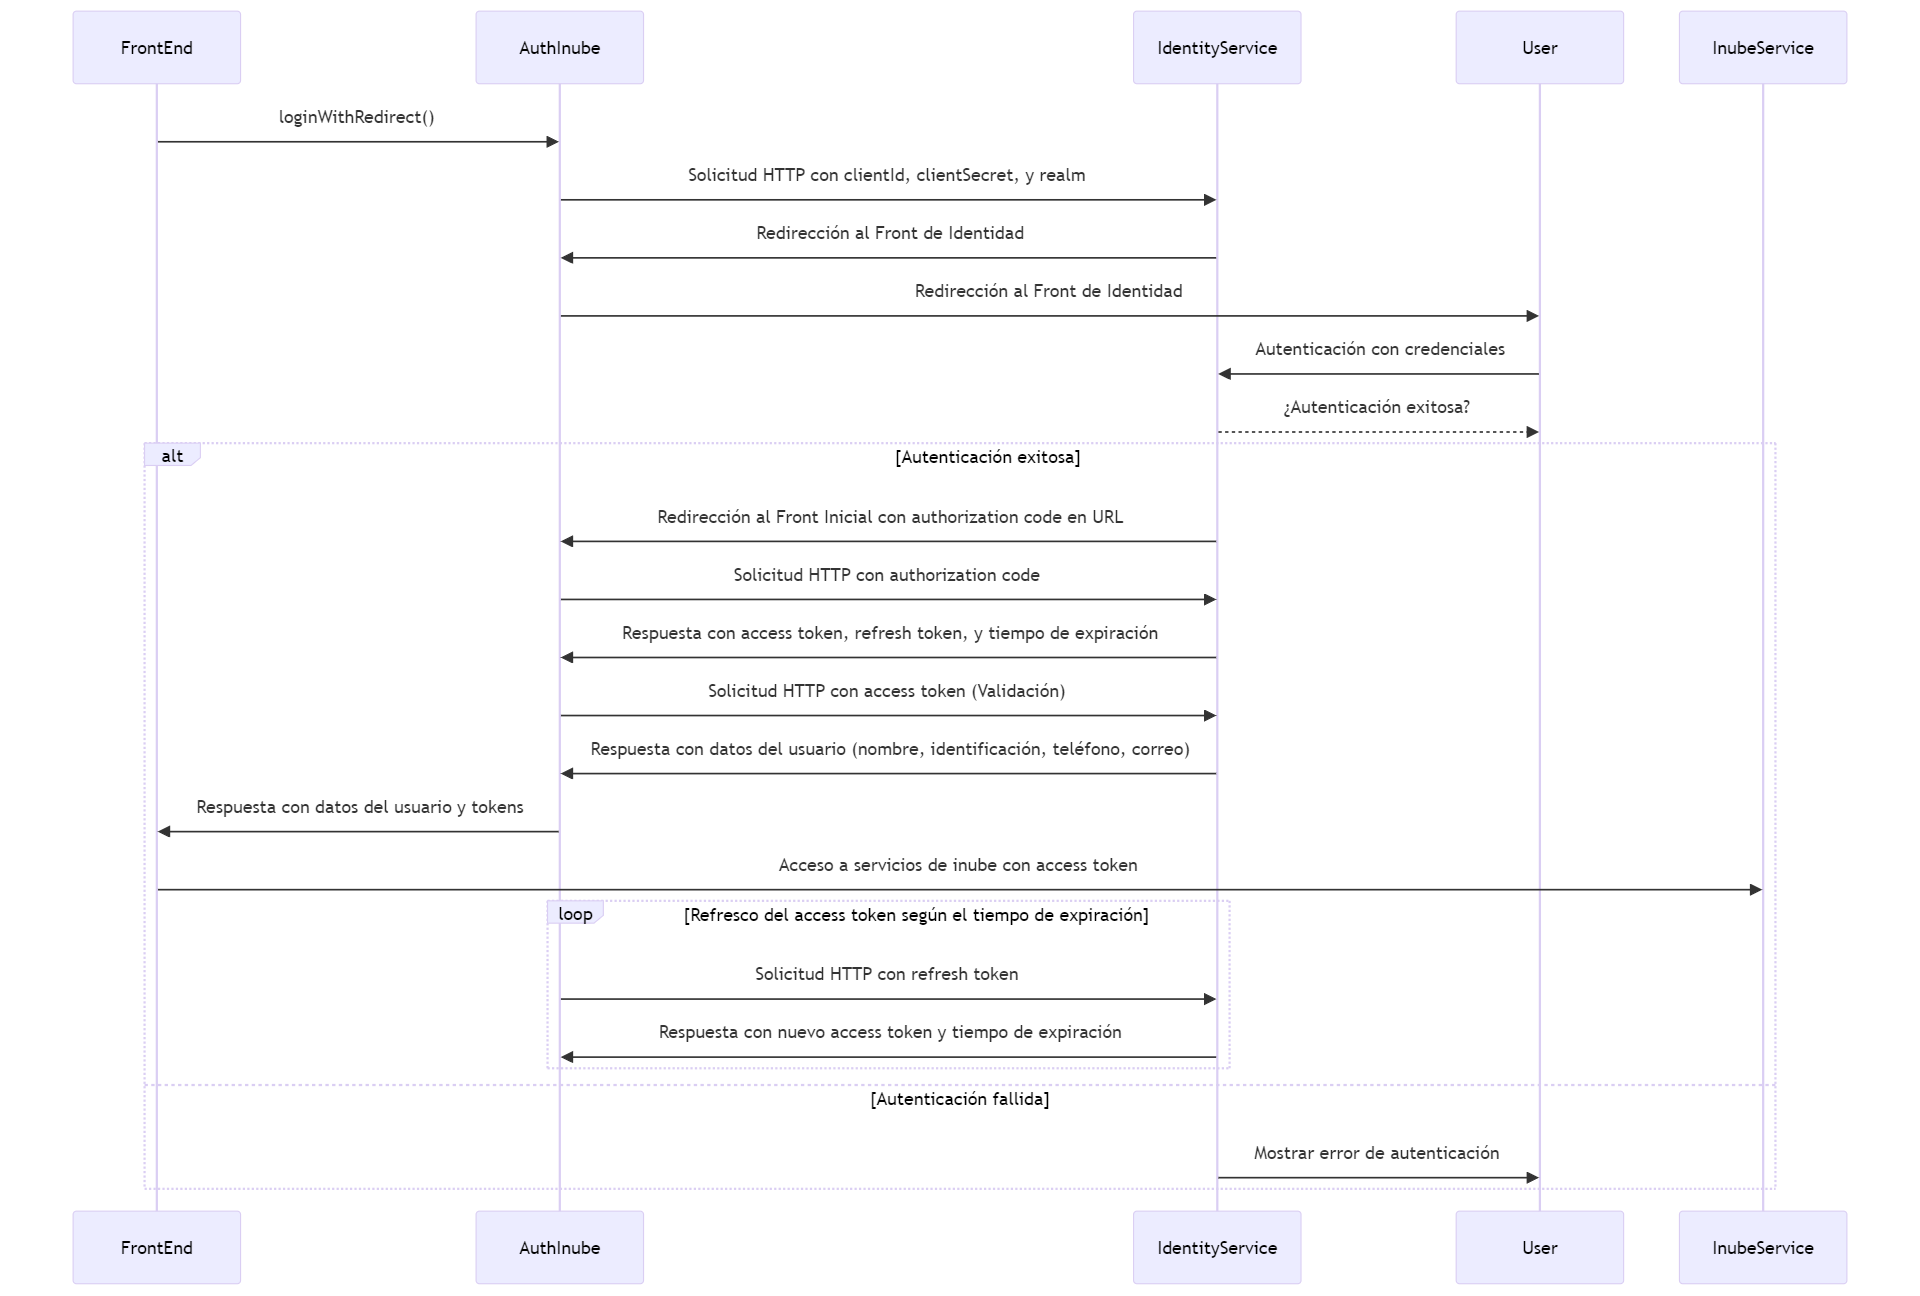 FrontEnd
AuthInube
IdentityService
User
InubeService
loginWithRedirect()
Solicitud HTTP con clientId, clientSecret, y realm
Redirección al Front de Identidad
Redirección al Front de Identidad
Autenticación con credenciales
¿Autenticación exitosa?
alt
[Autenticación exitosa]
Redirección al Front Inicial con authorization code en URL
Solicitud HTTP con authorization code
Respuesta con access token, refresh token, y tiempo de expiración
Solicitud HTTP con access token (Validación)
Respuesta con datos del usuario (nombre, identificación, teléfono, correo)
Respuesta con datos del usuario y tokens
Acceso a servicios de inube con access token
loop
[Refresco del access token según el tiempo de expiración]
Solicitud HTTP con refresh token
Respuesta con nuevo access token y tiempo de expiración
[Autenticación fallida]
Mostrar error de autenticación
FrontEnd
AuthInube
IdentityService
User
InubeService